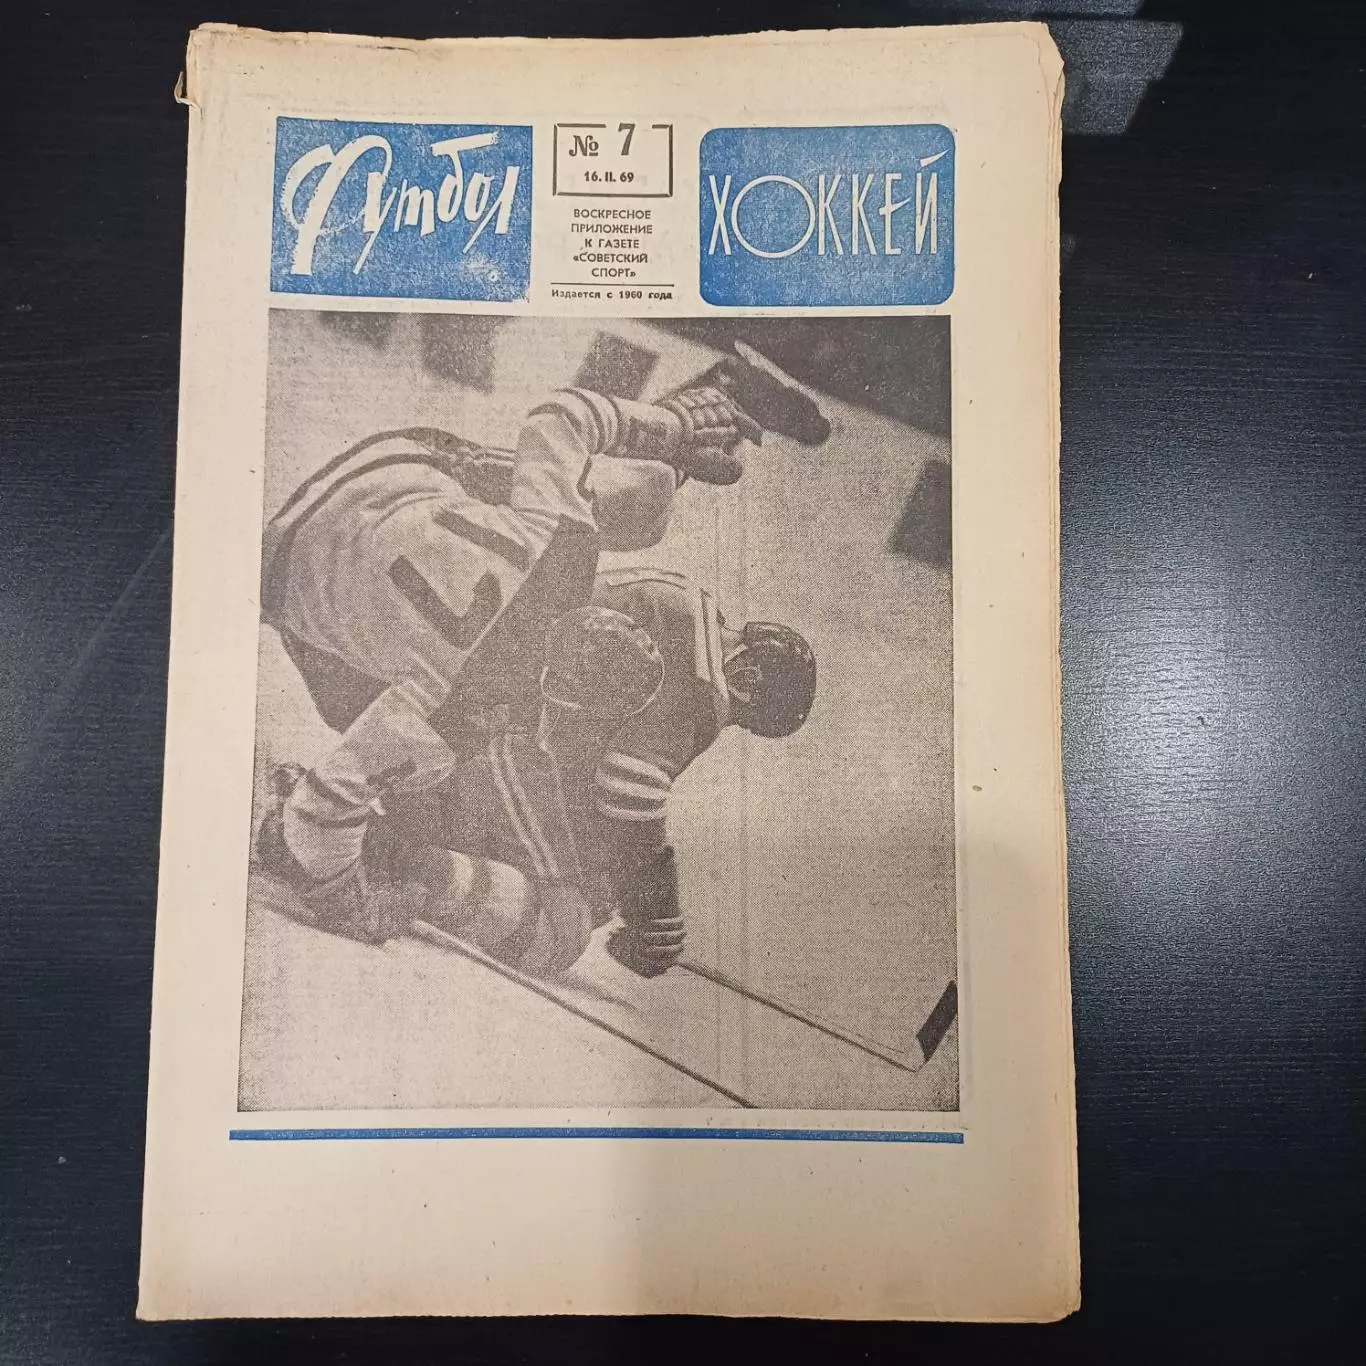 Футбол
№ 7
16.II.69
ВОСКРЕСНОЕ
ПРИЛОЖЕНИЕ
К ГАЗЕТЕ
«СОВЕТСКИЙ
СПОРТ»
Издается с 1960 года
ХОККЕЙ